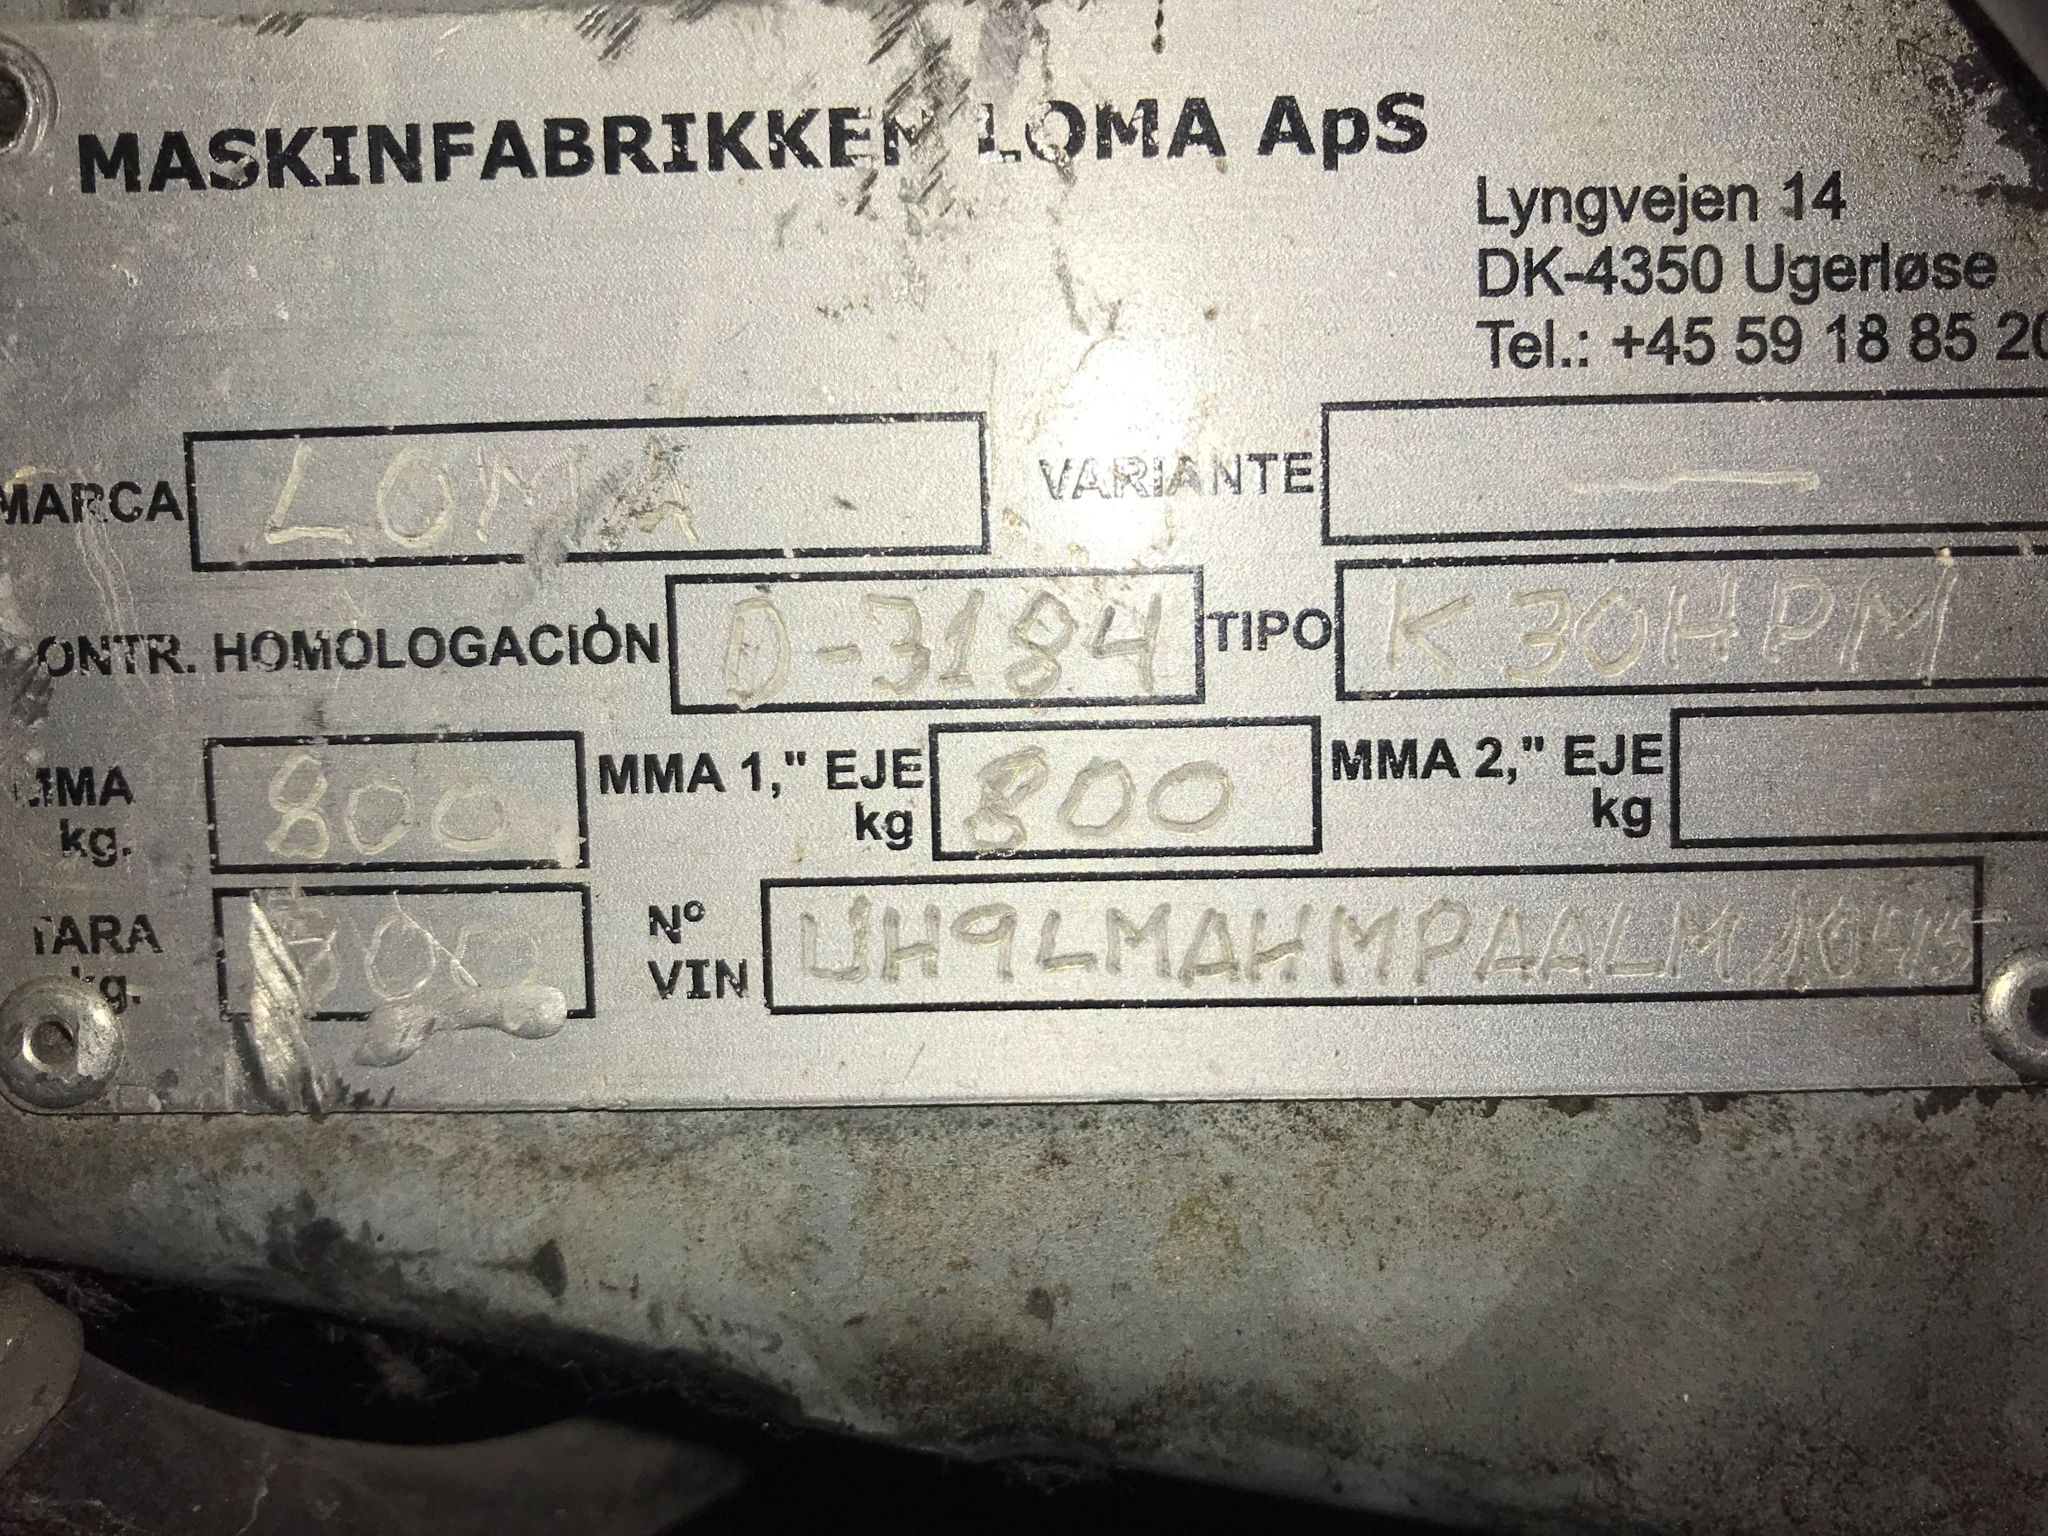 MASKINFABRIKKEN LOMA ApS
Lyngvejen 14
DK-4350 Ugerløse
Tel.: +45 59 18 85 20
MARCA LOMA VARIANTE —
ONTR. HOMOLOGACIÓN D-3184 TIPO K30HPM
MMA kg. 800 MMA 1," EJE kg 800 MMA 2," EJE kg
TARA kg. Nº VIN